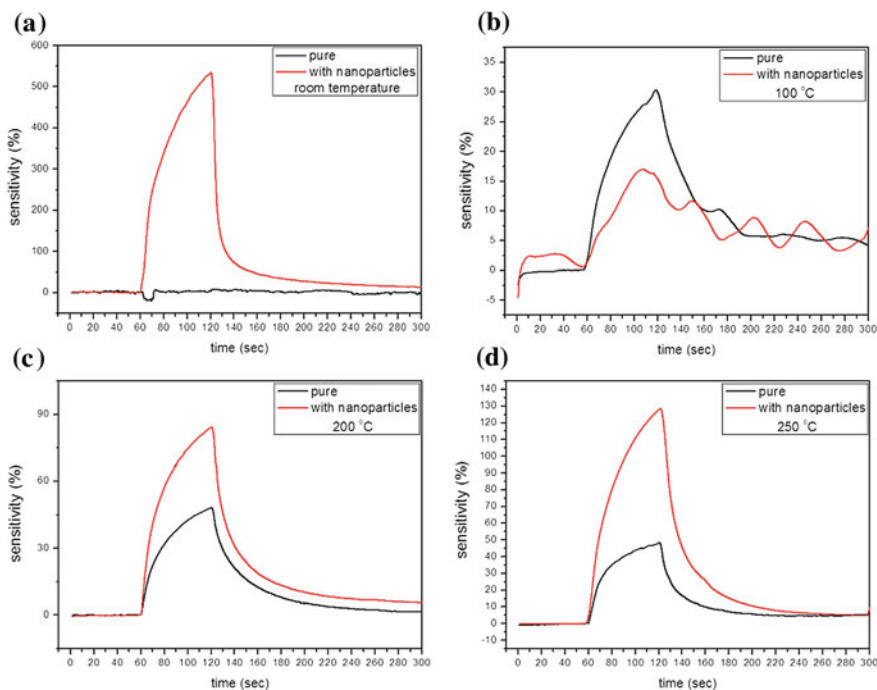 (a)
600
500
400
300
200
100
0
sensitivity (%)
pure
with nanoparticles
room temperature
0 20 40 60 80 100 120 140 160 180 200 220 240 260 280 300
time (sec)
(b)
35
30
25
20
15
10
5
0
-5
sensitivity (%)
pure
with nanoparticles
100 °C
0 20 40 60 80 100 120 140 160 180 200 220 240 260 280 300
time (sec)
(c)
90
60
30
0
sensitivity (%)
pure
with nanoparticles
200 °C
0 20 40 60 80 100 120 140 160 180 200 220 240 260 280 300
time (sec)
(d)
140
130
120
110
100
90
80
70
60
50
40
30
20
10
0
-10
sensitivity (%)
pure
with nanoparticles
250 °C
0 20 40 60 80 100 120 140 160 180 200 220 240 260 280 300
time (sec)